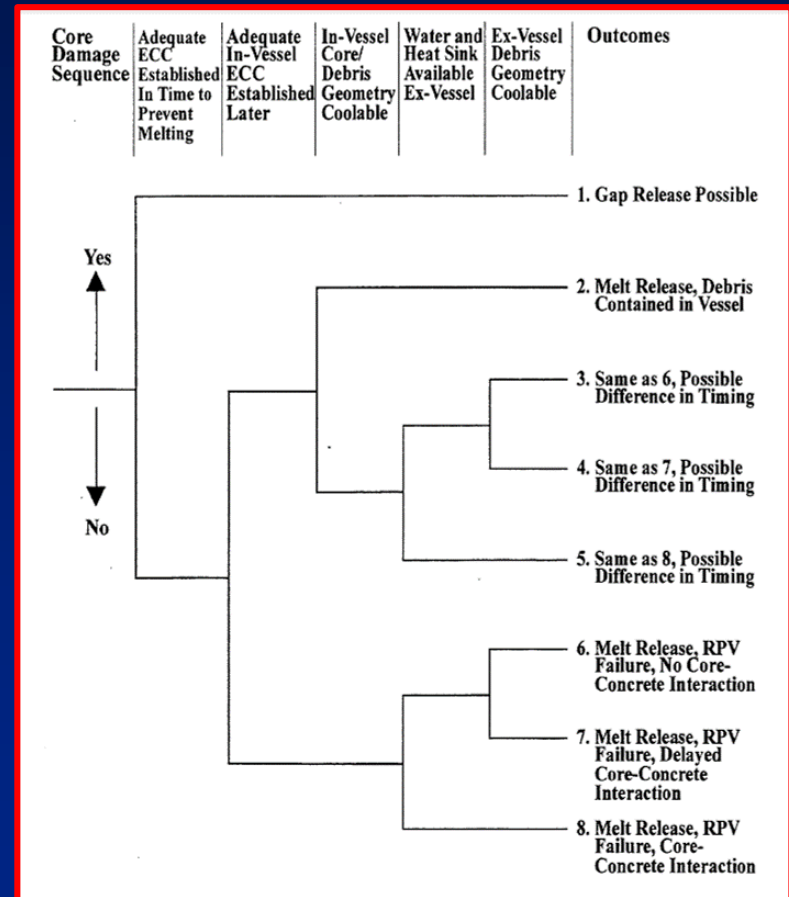 Core
Damage
Sequence
Adequate
ECC
Established
In Time to
Prevent
Melting
Adequate
In-Vessel
ECC
Established
Later
In-Vessel
Core/
Debris
Geometry
Coolable
Water and
Heat Sink
Available
Ex-Vessel
Ex-Vessel
Debris
Geometry
Coolable
Outcomes
Yes
No
1. Gap Release Possible
2. Melt Release, Debris
Contained in Vessel
3. Same as 6, Possible
Difference in Timing
4. Same as 7, Possible
Difference in Timing
5. Same as 8, Possible
Difference in Timing
6. Melt Release, RPV
Failure, No Core-
Concrete Interaction
7. Melt Release, RPV
Failure, Delayed
Core-Concrete
Interaction
8. Melt Release, RPV
Failure, Core-
Concrete Interaction